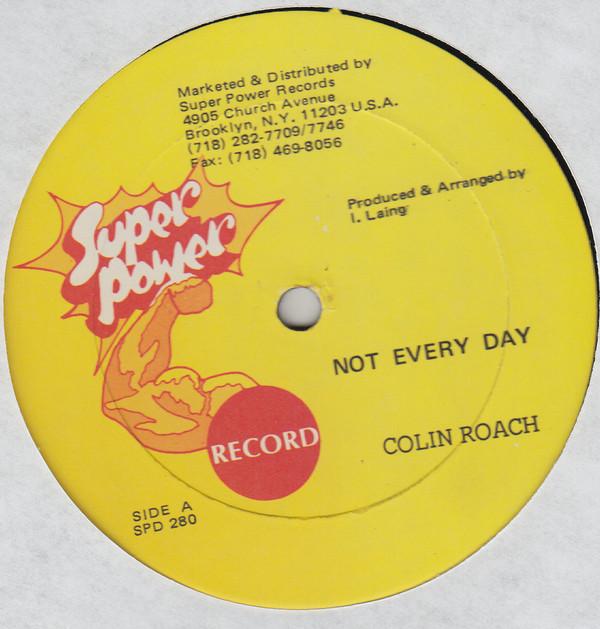 Marketed & Distributed by
Super Power Records
4905 Church Avenue
Brooklyn, N.Y. 11203 U.S.A.
(718) 282-7709/7746
Fax: (718) 469-8056
Produced & Arranged by
I. Laing
Super
Power
NOT EVERY DAY
RECORD
COLIN ROACH
SIDE A
SPD 280